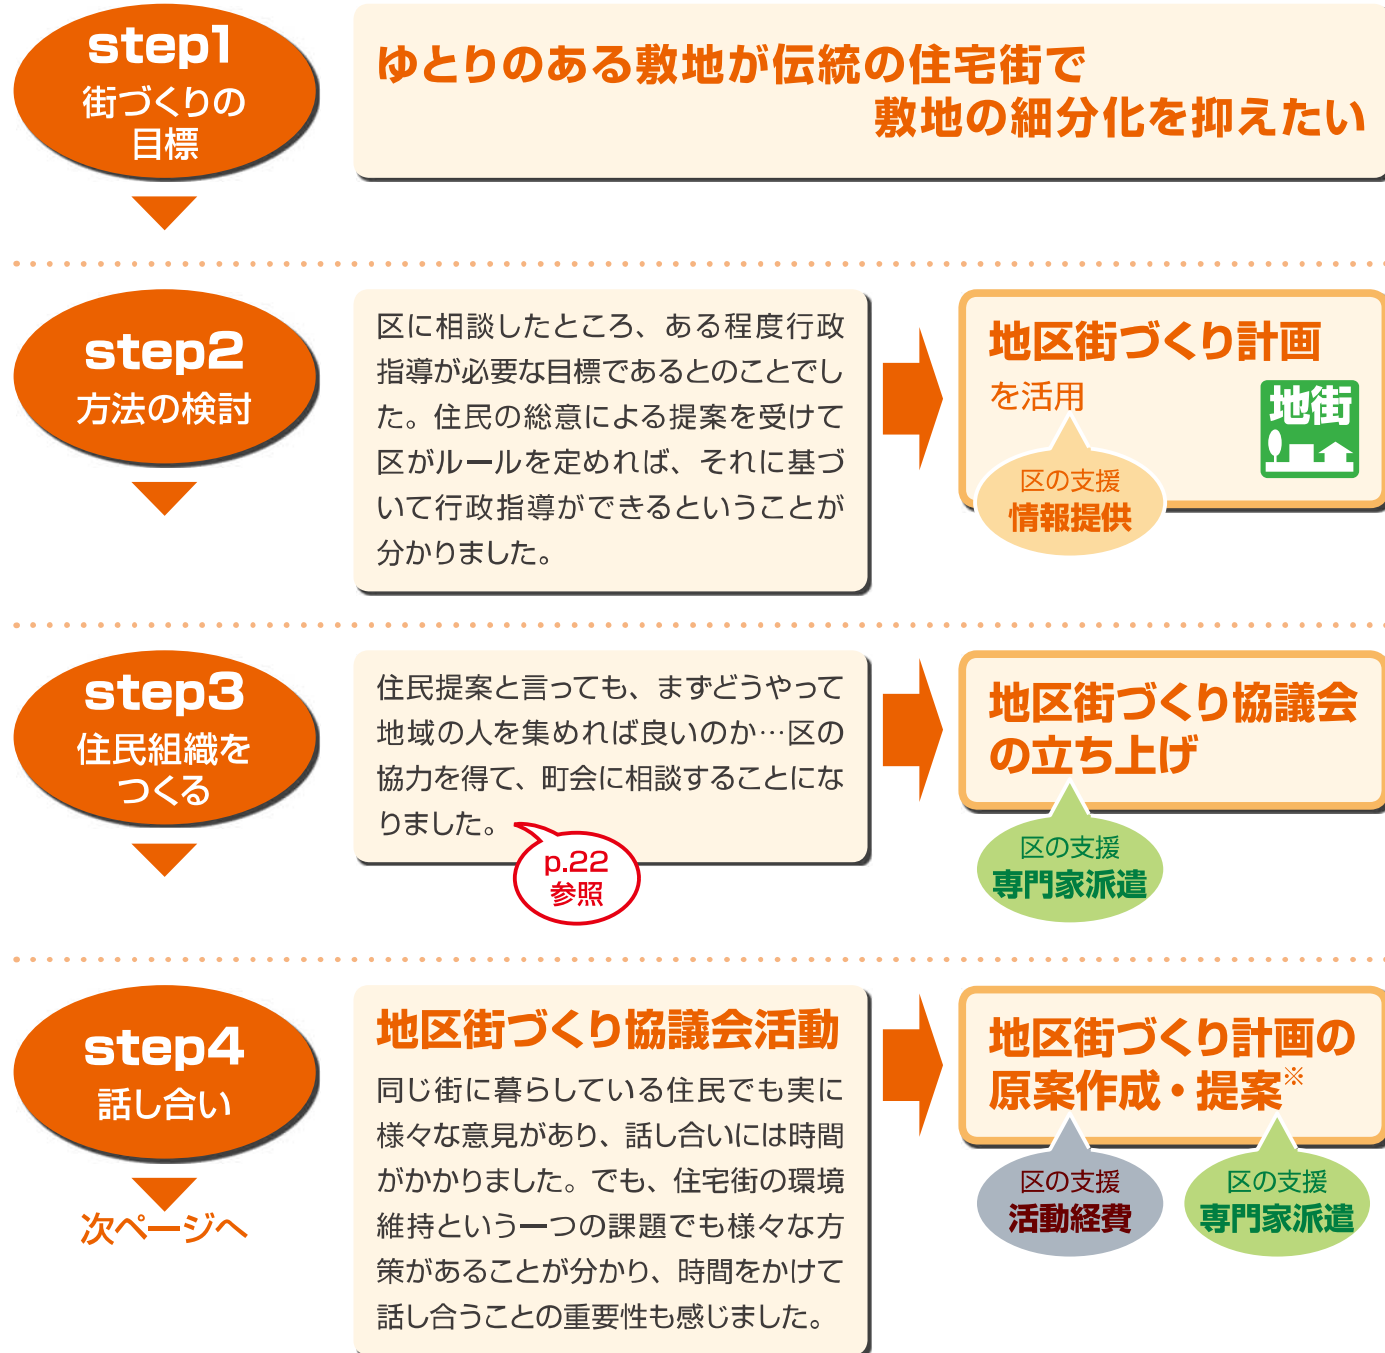 step1
街づくりの
目標
ゆとりのある敷地が伝統の住宅街で
敷地の細分化を抑えたい
step2
方法の検討
区に相談したところ、ある程度行政
指導が必要な目標であるとのことでし
た。住民の総意による提案を受けて
区がルールを定めれば、それに基づ
いて行政指導ができるということが
分かりました。
地区街づくり計画
を活用
地街
区の支援
情報提供
step3
住民組織を
つくる
住民提案と言っても、まずどうやって
地域の人を集めれば良いのか…区の
協力を得て、町会に相談することにな
りました。
p.22
参照
地区街づくり協議会
の立ち上げ
区の支援
専門家派遣
step4
話し合い
次ページへ
地区街づくり協議会活動
同じ街に暮らしている住民でも実に
様々な意見があり、話し合いには時間
がかかりました。でも、住宅街の環境
維持という一つの課題でも様々な方
策があることが分かり、時間をかけて
話し合うことの重要性も感じました。
地区街づくり計画の
原案作成・提案※
区の支援
活動経費
区の支援
専門家派遣